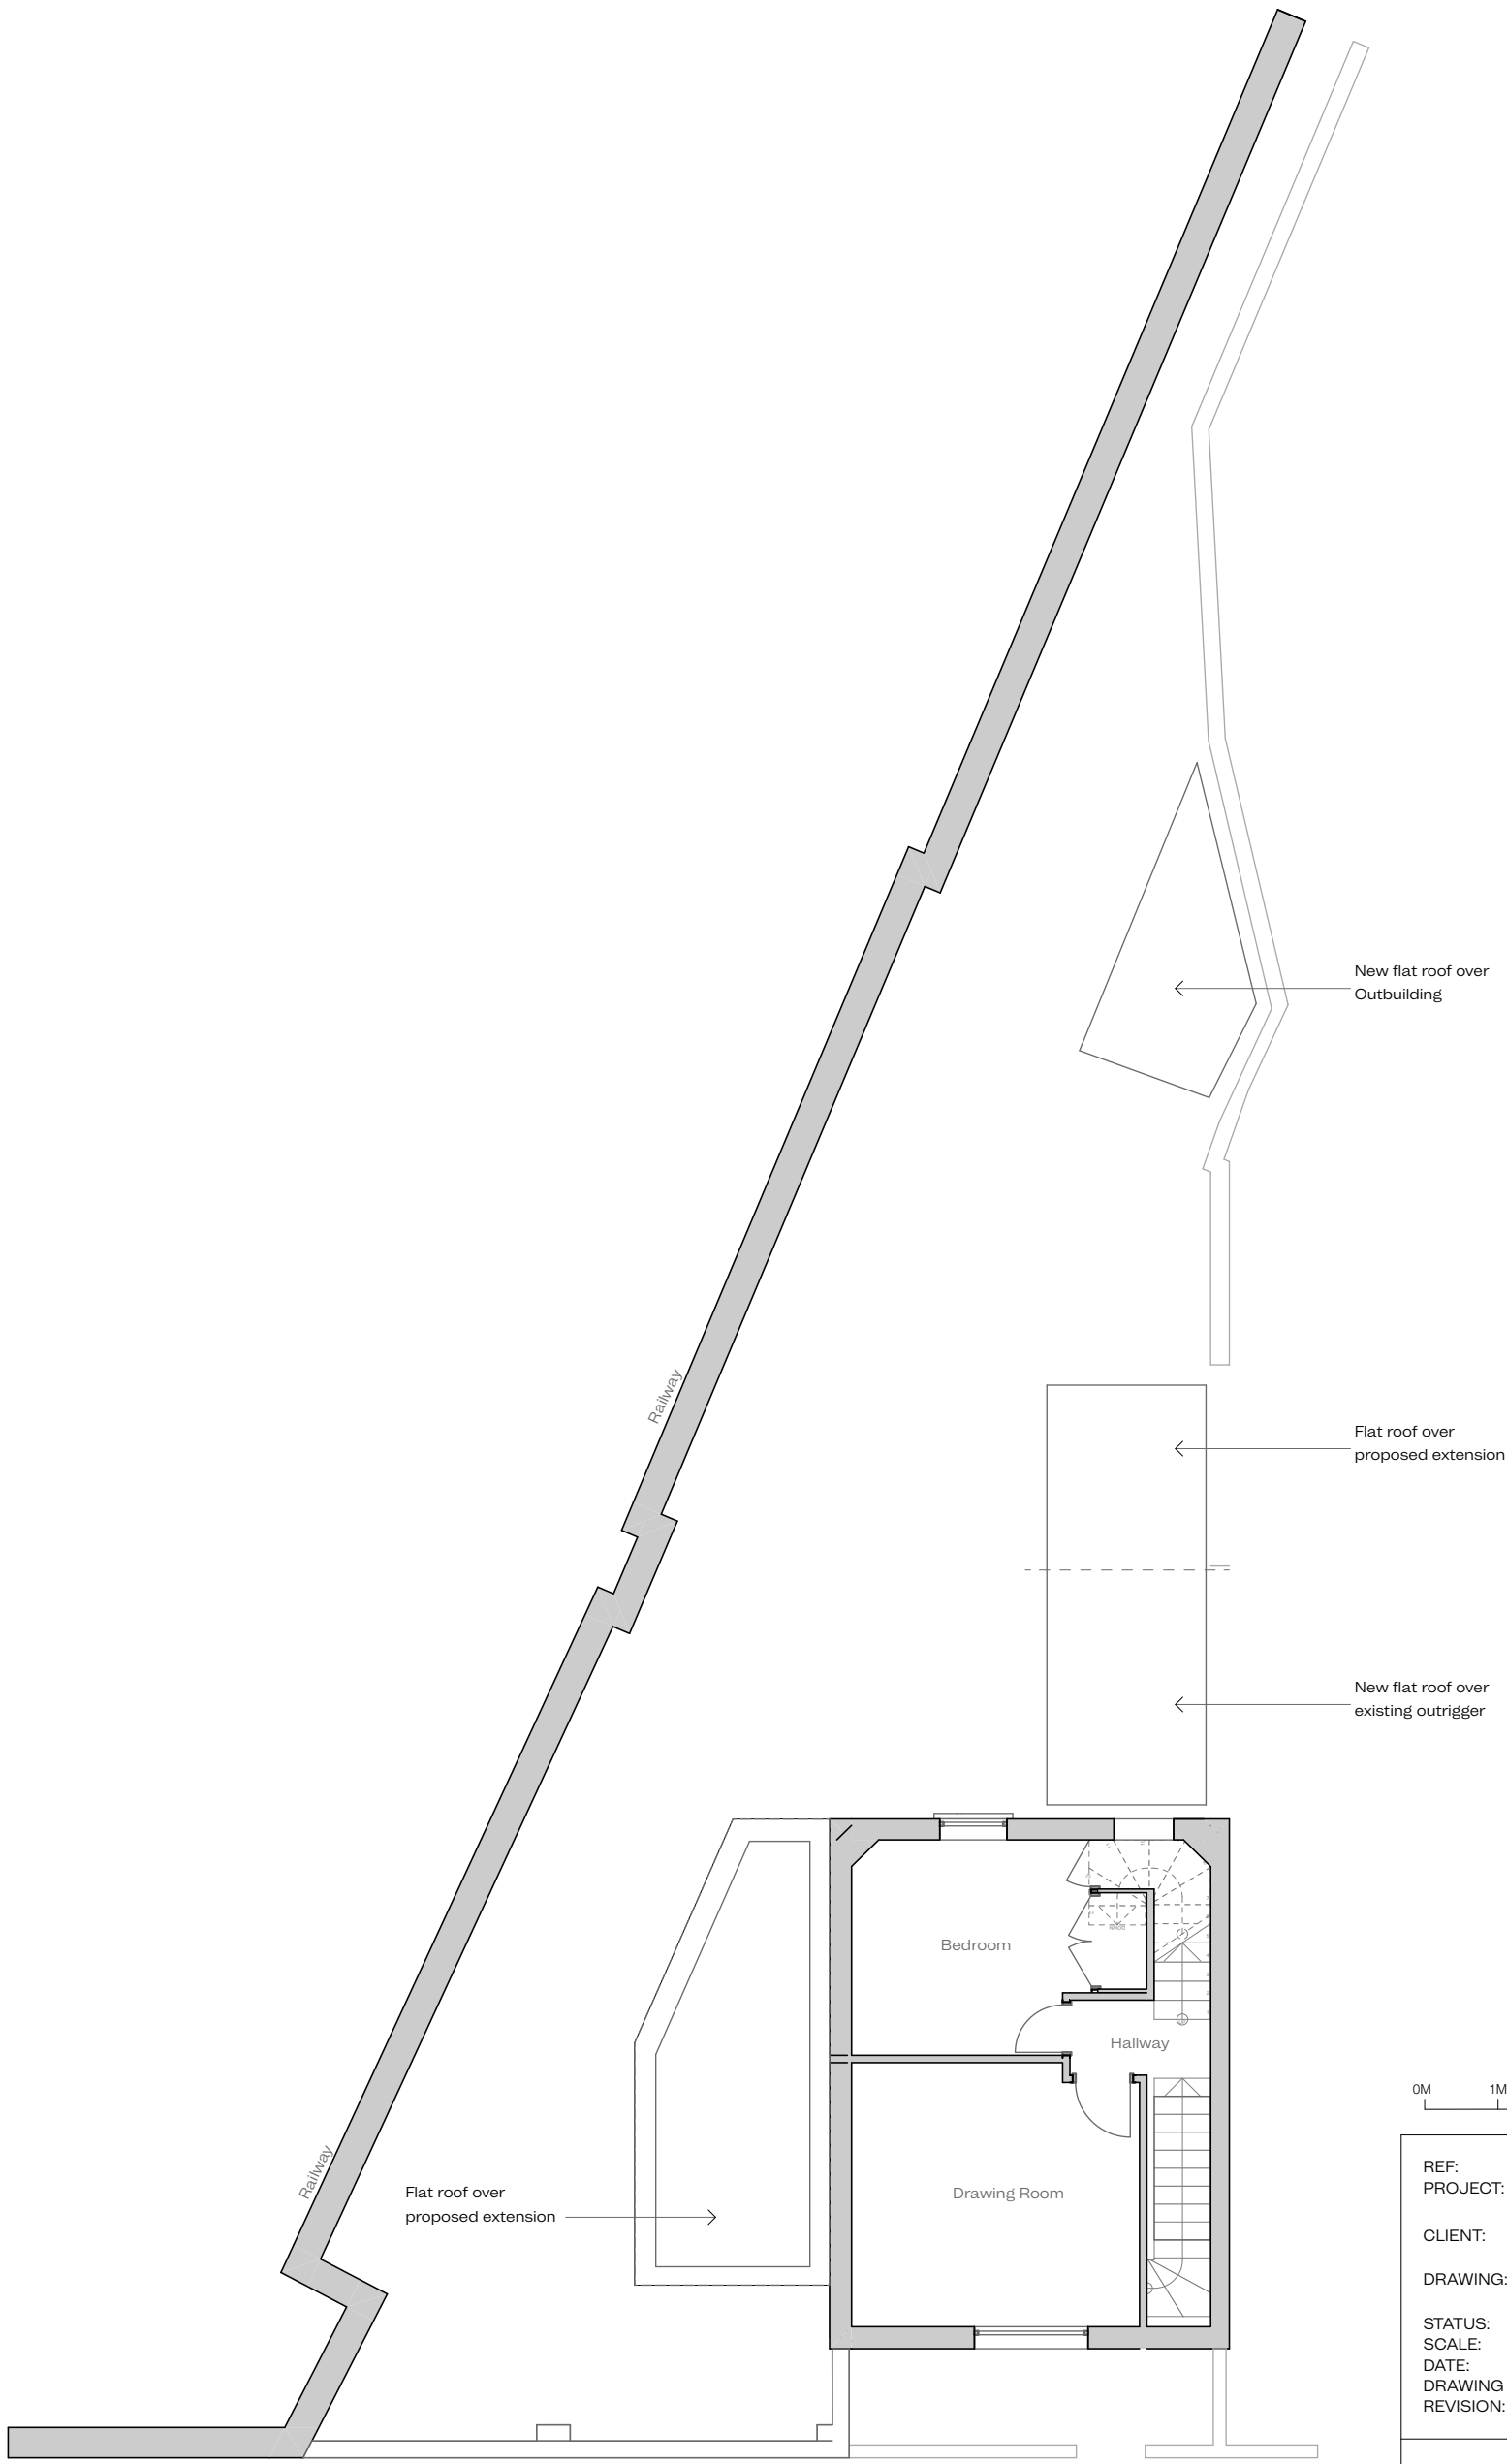 New flat roof over
Outbuilding
Railway
Flat roof over
proposed extension
New flat roof over
existing outrigger
Bedroom
Hallway
0M 1M
Railway
REF:
PROJECT:
Flat roof over
proposed extension
Drawing Room
CLIENT:
DRAWING:
STATUS:
SCALE:
DATE:
DRAWING
REVISION: